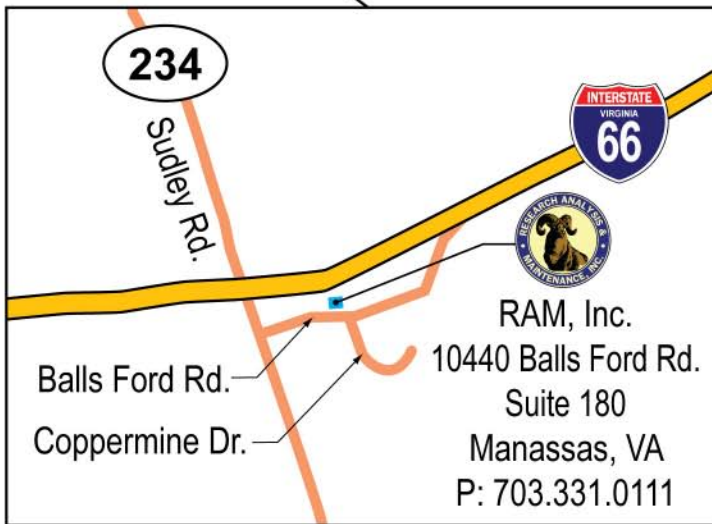 234
Sudley Rd.
INTERSTATE
VIRGINIA
66
RESEARCH ANALYSIS &
MAINTENANCE, INC.
RAM, Inc.
10440 Balls Ford Rd.
Suite 180
Manassas, VA
P: 703.331.0111
Balls Ford Rd.
Coppermine Dr.